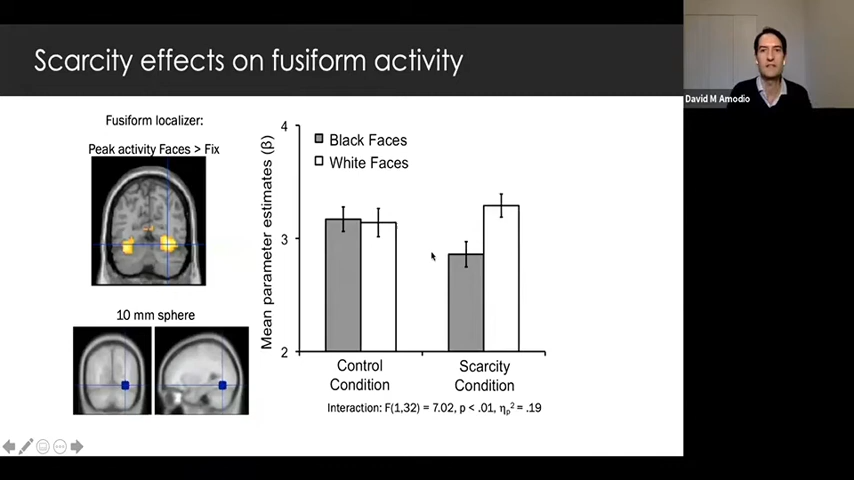 Scarcity effects on fusiform activity
David M Amodio
Fusiform localizer:
Peak activity Faces > Fix
10 mm sphere
Mean parameter estimates (β)
4
3
2
Black Faces
White Faces
Control
Condition
Scarcity
Condition
Interaction: F(1,32) = 7.02, p < .01, ηp² = .19